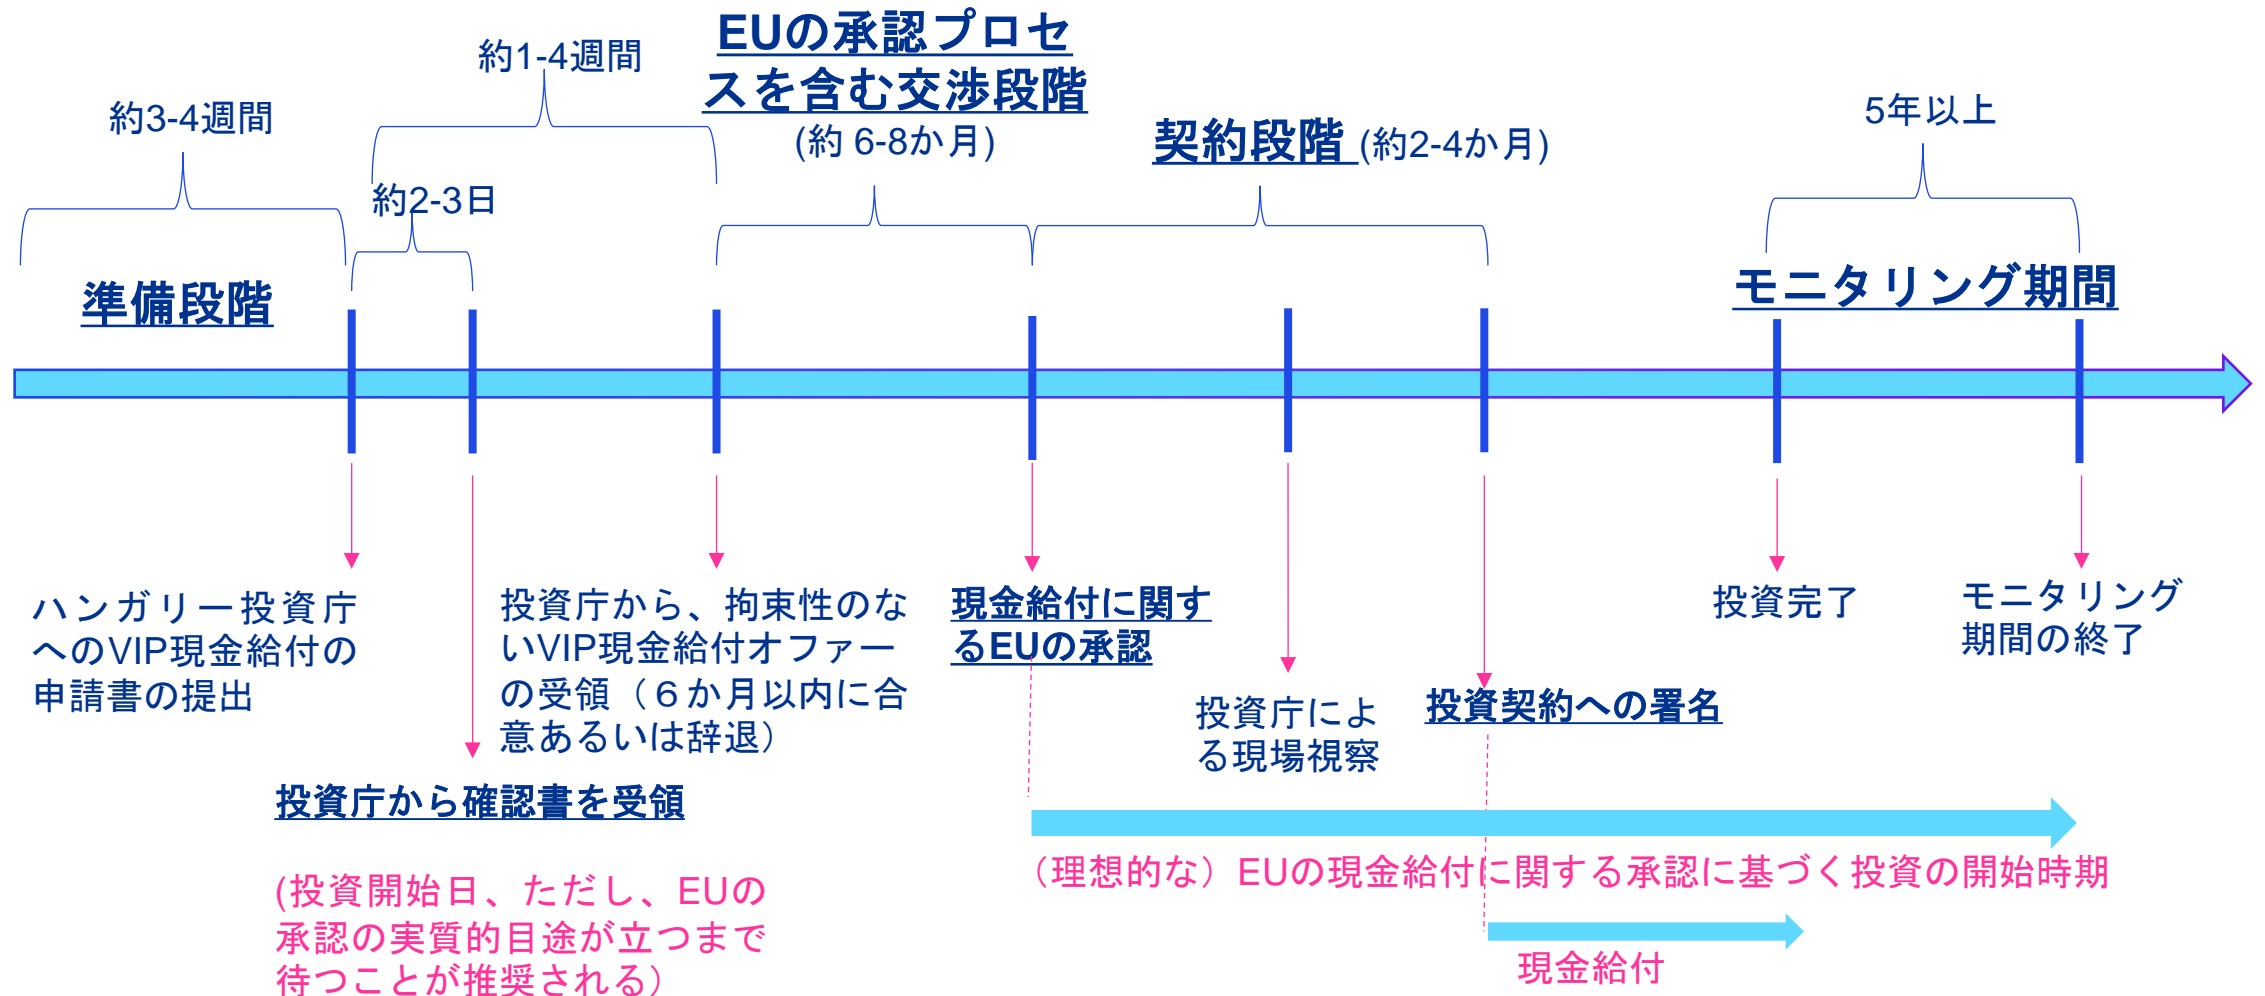 EUの承認プロセ
スを含む交渉段階
(約 6-8か月)
約1-4週間
約3-4週間
契約段階 (約2-4か月)
5年以上
約2-3日
準備段階
モニタリング期間
ハンガリー投資庁
へのVIP現金給付の
申請書の提出
投資庁から、拘束性のな
いVIP現金給付オファー
の受領（６か月以内に合
意あるいは辞退）
現金給付に関す
るEUの承認
投資完了
モニタリング
期間の終了
投資庁によ
る現場視察
投資契約への署名
投資庁から確認書を受領
(投資開始日、ただし、EUの
承認の実質的目途が立つまで
待つことが推奨される）
（理想的な）EUの現金給付に関する承認に基づく投資の開始時期
現金給付